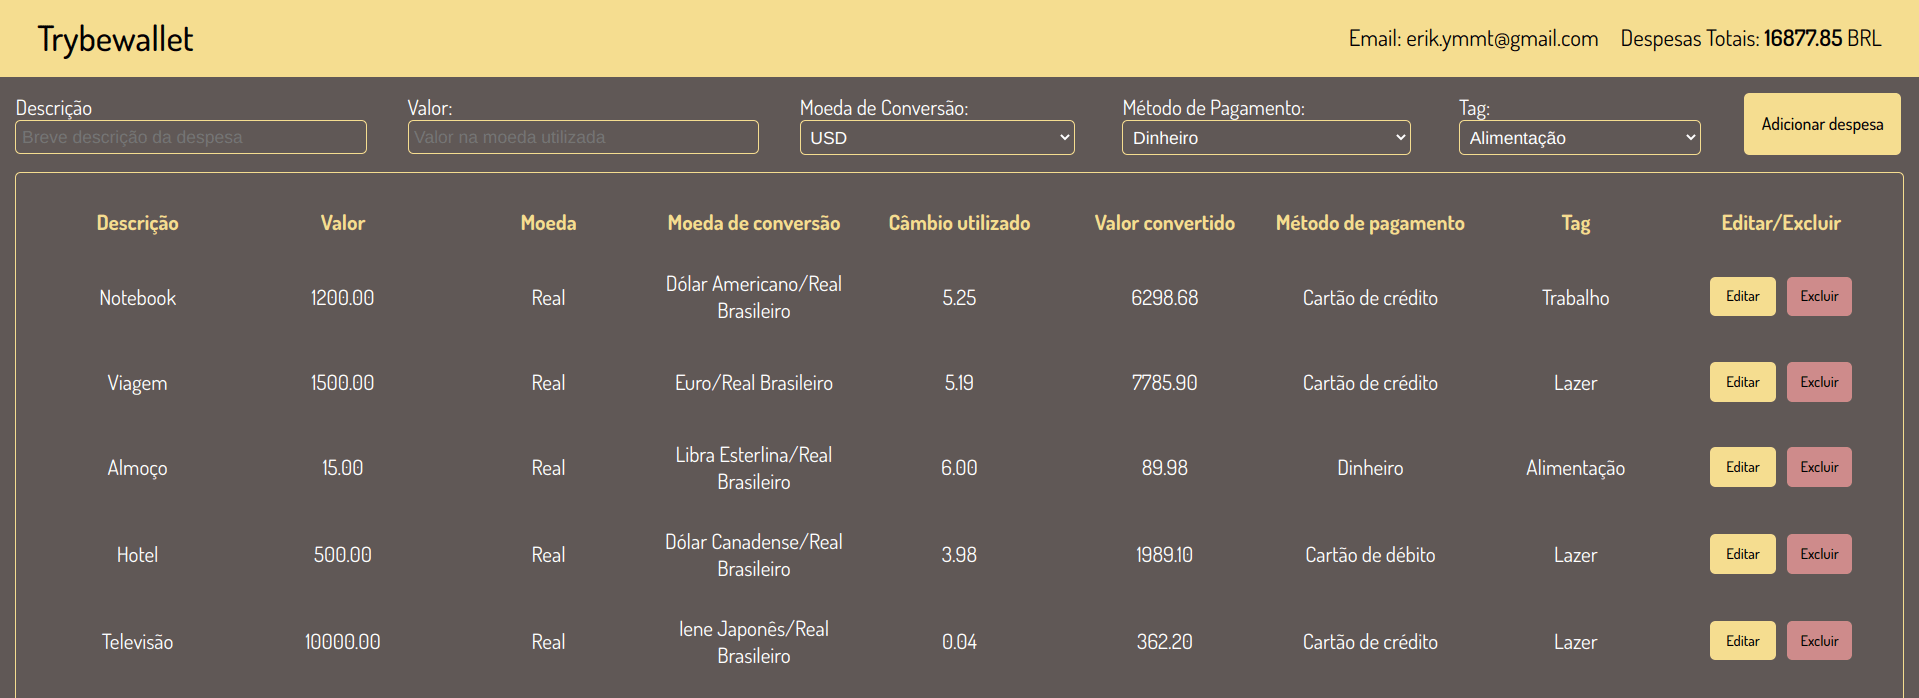 Trybewallet
Email: erik.ymmt@gmail.com Despesas Totais: 16877.85 BRL
Descrição Valor: Moeda de Conversão: Método de Pagamento: Tag:
Breve descrição da despesa Valor na moeda utilizada USD Dinheiro Alimentação Adicionar despesa
Descrição Valor Moeda Moeda de conversão Câmbio utilizado Valor convertido Método de pagamento Tag Editar/Excluir
Notebook 1200.00 Real Dólar Americano/Real
Brasileiro 5.25 6298.68 Cartão de crédito Trabalho Editar Excluir
Viagem 1500.00 Real Euro/Real Brasileiro 5.19 7785.90 Cartão de crédito Lazer Editar Excluir
Almoço 15.00 Real Libra Esterlina/Real
Brasileiro 6.00 89.98 Dinheiro Alimentação Editar Excluir
Hotel 500.00 Real Dólar Canadense/Real
Brasileiro 3.98 1989.10 Cartão de débito Lazer Editar Excluir
Televisão 10000.00 Real Iene Japonês/Real
Brasileiro 0.04 362.20 Cartão de crédito Lazer Editar Excluir